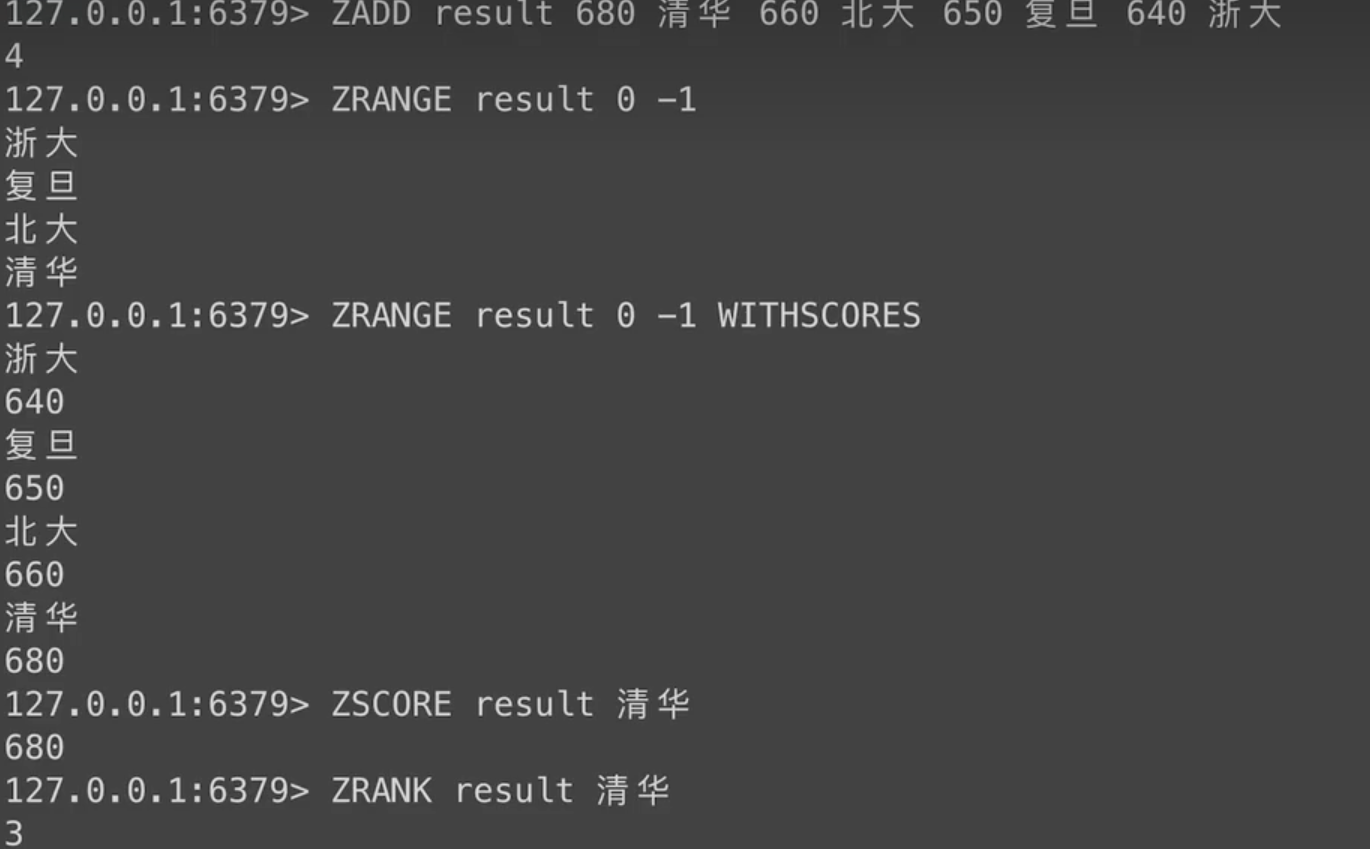 127.0.0.1:6379> ZADD result 680 清华 660 北大 650 复旦 640 浙大
4
127.0.0.1:6379> ZRANGE result 0 -1
浙大
复旦
北大
清华
127.0.0.1:6379> ZRANGE result 0 -1 WITHSCORES
浙大
640
复旦
650
北大
660
清华
680
127.0.0.1:6379> ZSCORE result 清华
680
127.0.0.1:6379> ZRANK result 清华
3